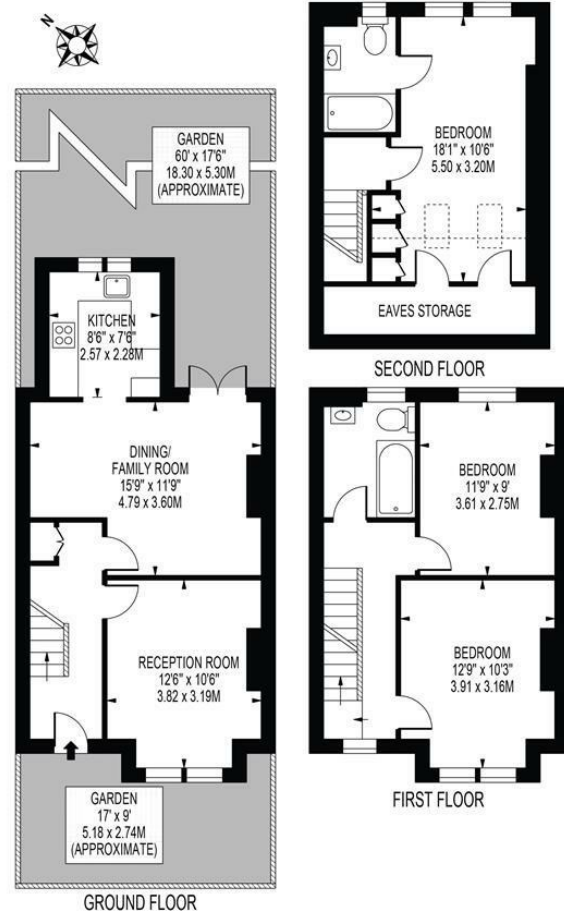 N
GARDEN
60' x 17'6"
18.30 x 5.30M
(APPROXIMATE)
KITCHEN
8'6" x 7'6"
2.57 x 2.28M
DINING/
FAMILY ROOM
15'9" x 11'9"
4.79 x 3.60M
RECEPTION ROOM
12'6" x 10'6"
3.82 x 3.19M
GARDEN
17' x 9'
5.18 x 2.74M
(APPROXIMATE)
GROUND FLOOR
BEDROOM
18'1" x 10'6"
5.50 x 3.20M
EAVES STORAGE
SECOND FLOOR
BEDROOM
11'9" x 9'
3.61 x 2.75M
BEDROOM
12'9" x 10'3"
3.91 x 3.16M
FIRST FLOOR